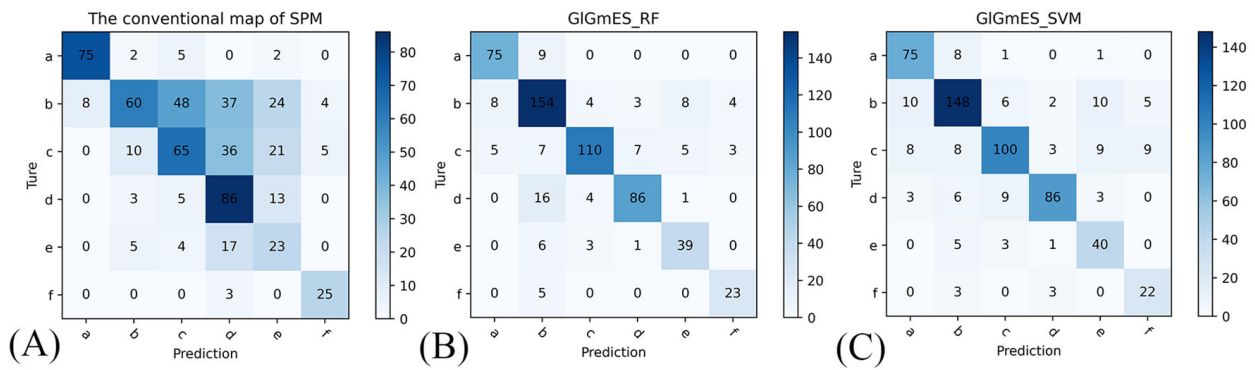 The conventional map of SPM
a 75 2 5 0 2 0
b 8 60 48 37 24 4
c 0 10 65 36 21 5
d 0 3 5 86 13 0
e 0 5 4 17 23 0
f 0 0 0 3 25
a b c d e f
Ture
Prediction
80
70
60
50
40
30
20
10
0
(A)
GIGmES_RF
a 75 9 0 0 0 0
b 8 154 4 3 8 4
c 5 7 110 7 5 3
d 0 16 4 86 1 0
e 0 6 3 1 39 0
f 0 5 0 0 0 23
a b c d e f
Ture
Prediction
140
120
100
80
60
40
20
0
(B)
GIGmES_SVM
a 75 8 1 0 1 0
b 10 148 6 2 10 5
c 8 8 100 3 9 9
d 3 6 9 86 3 0
e 0 5 3 1 40 0
f 0 3 0 3 0 22
a b c d e f
Ture
Prediction
140
120
100
80
60
40
20
0
(C)